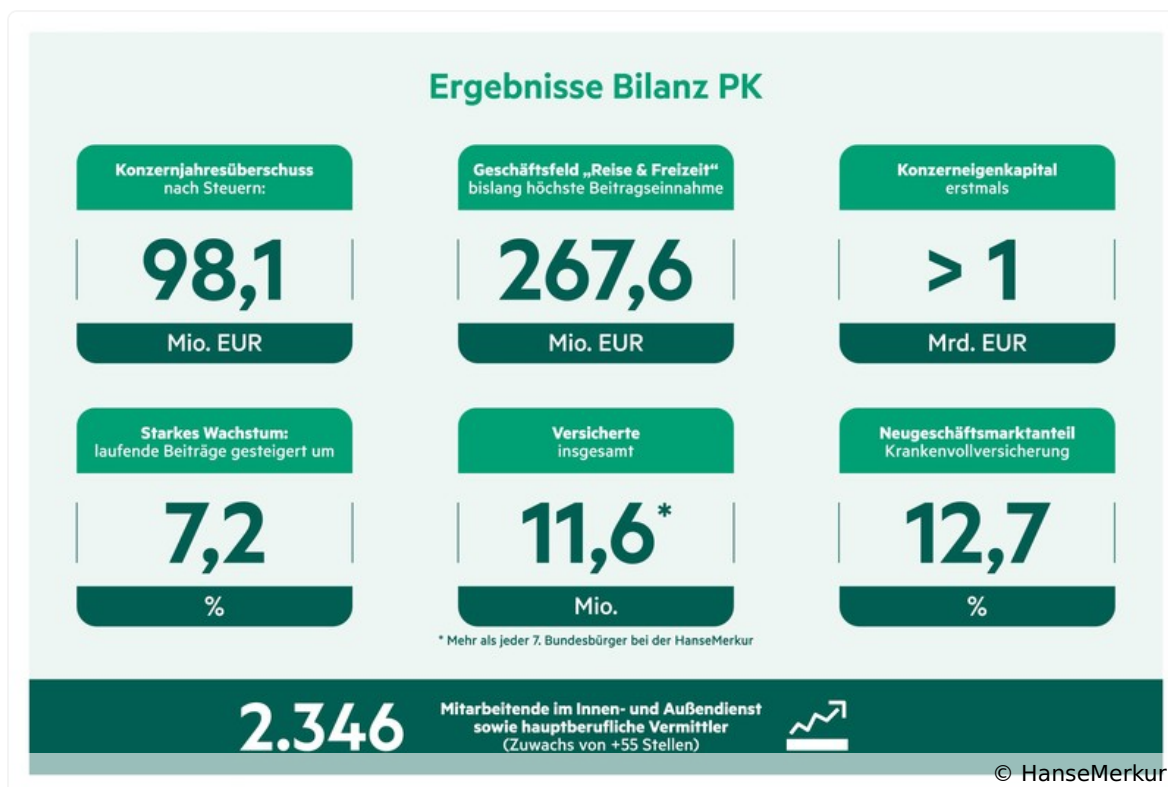 Ergebnisse Bilanz PK
Konzernjahresüberschuss
nach Steuern:
98,1
Mio. EUR
Geschäftsfeld „Reise & Freizeit“
bislang höchste Beitragseinnahme
267,6
Mio. EUR
Konzerneigenkapital
erstmals
> 1
Mrd. EUR
Starkes Wachstum:
laufende Beiträge gesteigert um
7,2
%
Versicherte
insgesamt
11,6*
Mio.
* Mehr als jeder 7. Bundesbürger bei der HanseMerkur
Neugeschäftsmarktanteil
Krankenvollversicherung
12,7
%
2.346
Mitarbeitende im Innen- und Außendienst
sowie hauptberufliche Vermittler
(Zuwachs von +55 Stellen)
© HanseMerkur